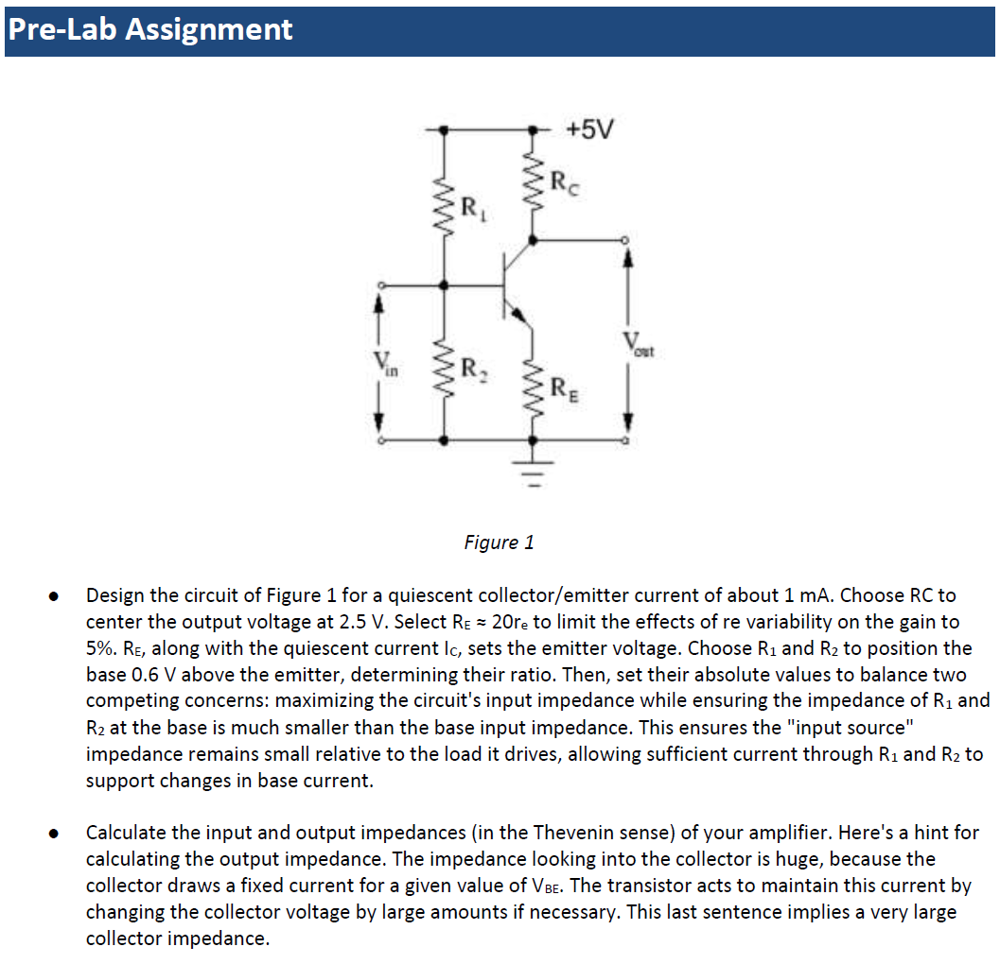 Pre-Lab Assignment
+5V
RC
R1
Vin
R2
RE
Vout
Figure 1
● Design the circuit of Figure 1 for a quiescent collector/emitter current of about 1 mA. Choose RC to
center the output voltage at 2.5 V. Select RE ≈ 20re to limit the effects of re variability on the gain to
5%. RE, along with the quiescent current Ic, sets the emitter voltage. Choose R1 and R2 to position the
base 0.6 V above the emitter, determining their ratio. Then, set their absolute values to balance two
competing concerns: maximizing the circuit's input impedance while ensuring the impedance of R1 and
R2 at the base is much smaller than the base input impedance. This ensures the "input source"
impedance remains small relative to the load it drives, allowing sufficient current through R1 and R2 to
support changes in base current.
● Calculate the input and output impedances (in the Thevenin sense) of your amplifier. Here's a hint for
calculating the output impedance. The impedance looking into the collector is huge, because the
collector draws a fixed current for a given value of VBE. The transistor acts to maintain this current by
changing the collector voltage by large amounts if necessary. This last sentence implies a very large
collector impedance.